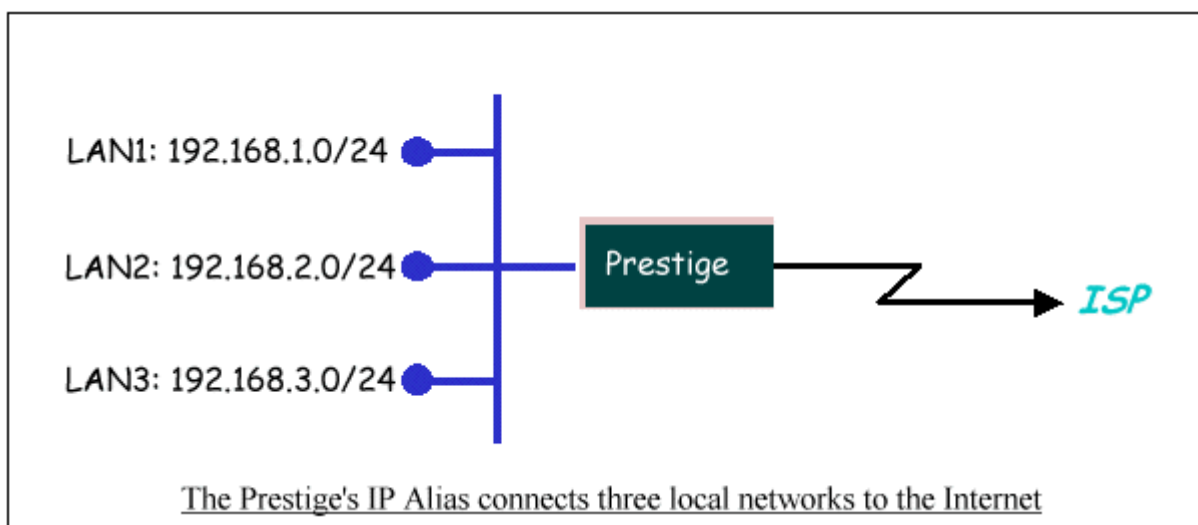 LAN1: 192.168.1.0/24
LAN2: 192.168.2.0/24
Prestige
ISP
LAN3: 192.168.3.0/24
The Prestige's IP Alias connects three local networks to the Internet